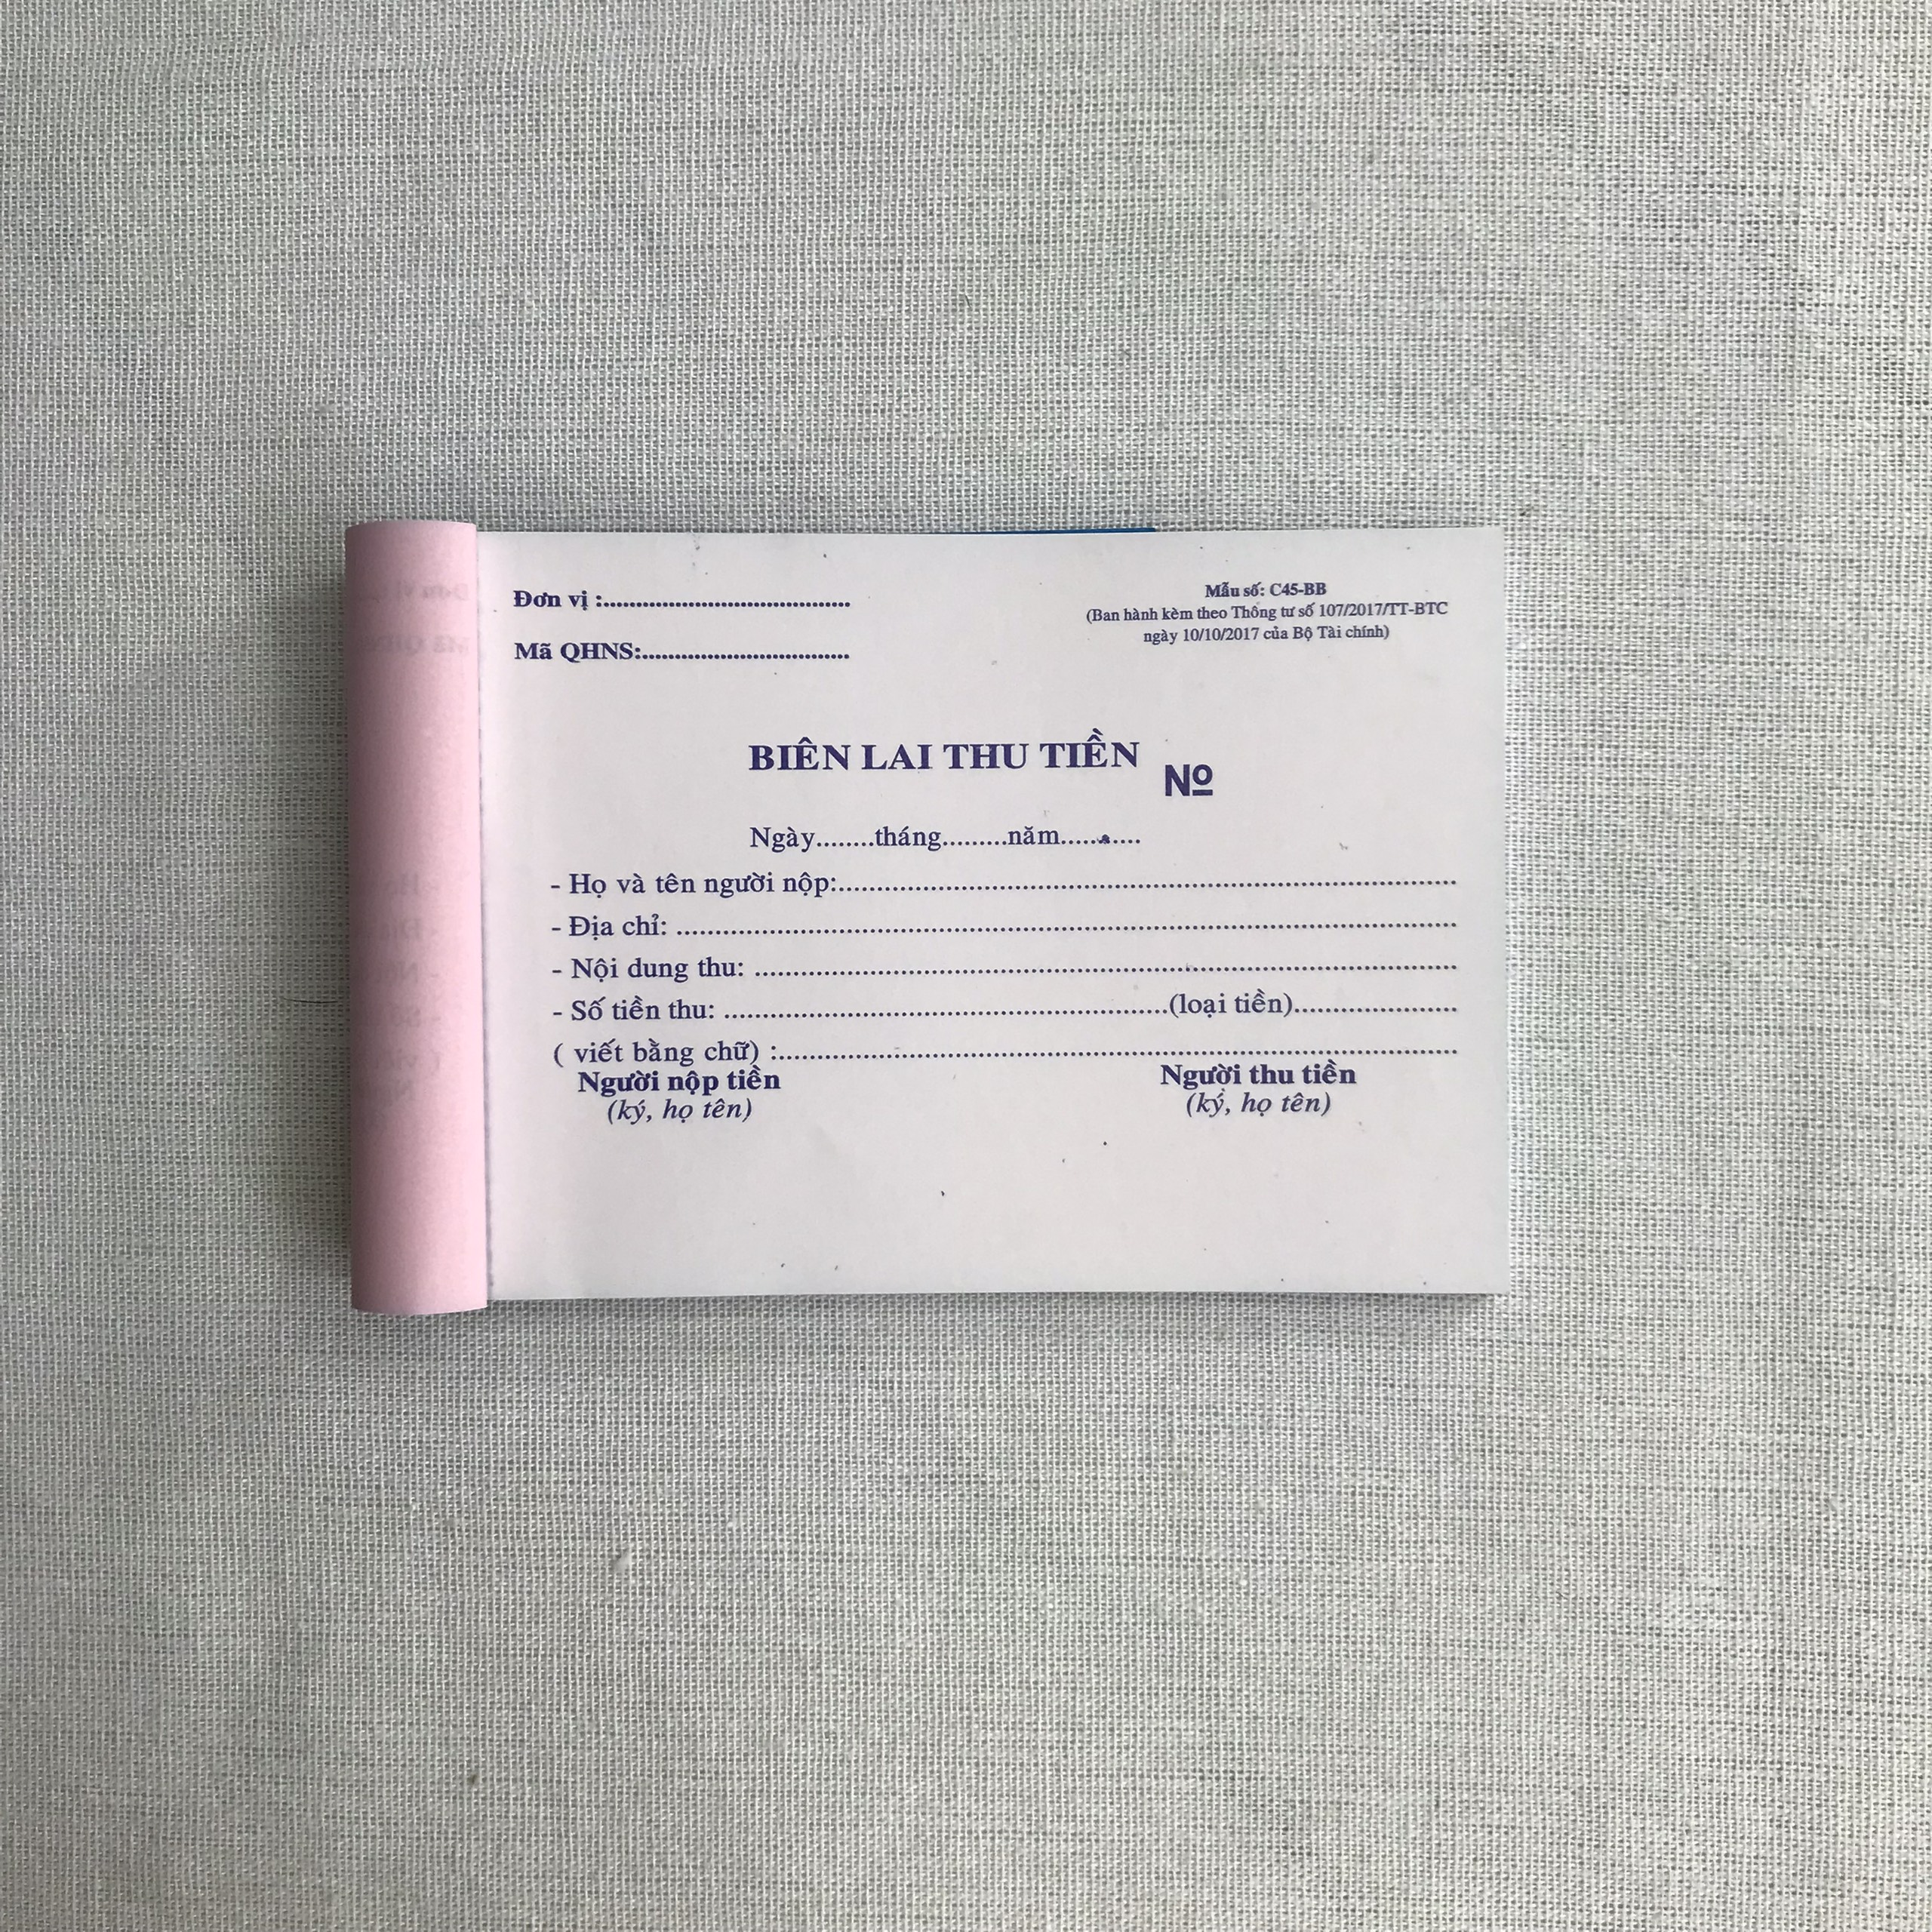 Đơn vị :......................................
Mã QHNS:................................
Mẫu số: C45-BB
(Ban hành kèm theo Thông tư số 107/2017/TT-BTC
ngày 10/10/2017 của Bộ Tài chính)
BIÊN LAI THU TIỀN Nº
Ngày........tháng.........năm...........
- Họ và tên người nộp:................................................................................
- Địa chỉ: ....................................................................................................
- Nội dung thu: ..........................................................................................
- Số tiền thu: .........................................................(loại tiền).....................
( viết bằng chữ) :.......................................................................................
Người nộp tiền Người thu tiền
(ký, họ tên) (ký, họ tên)